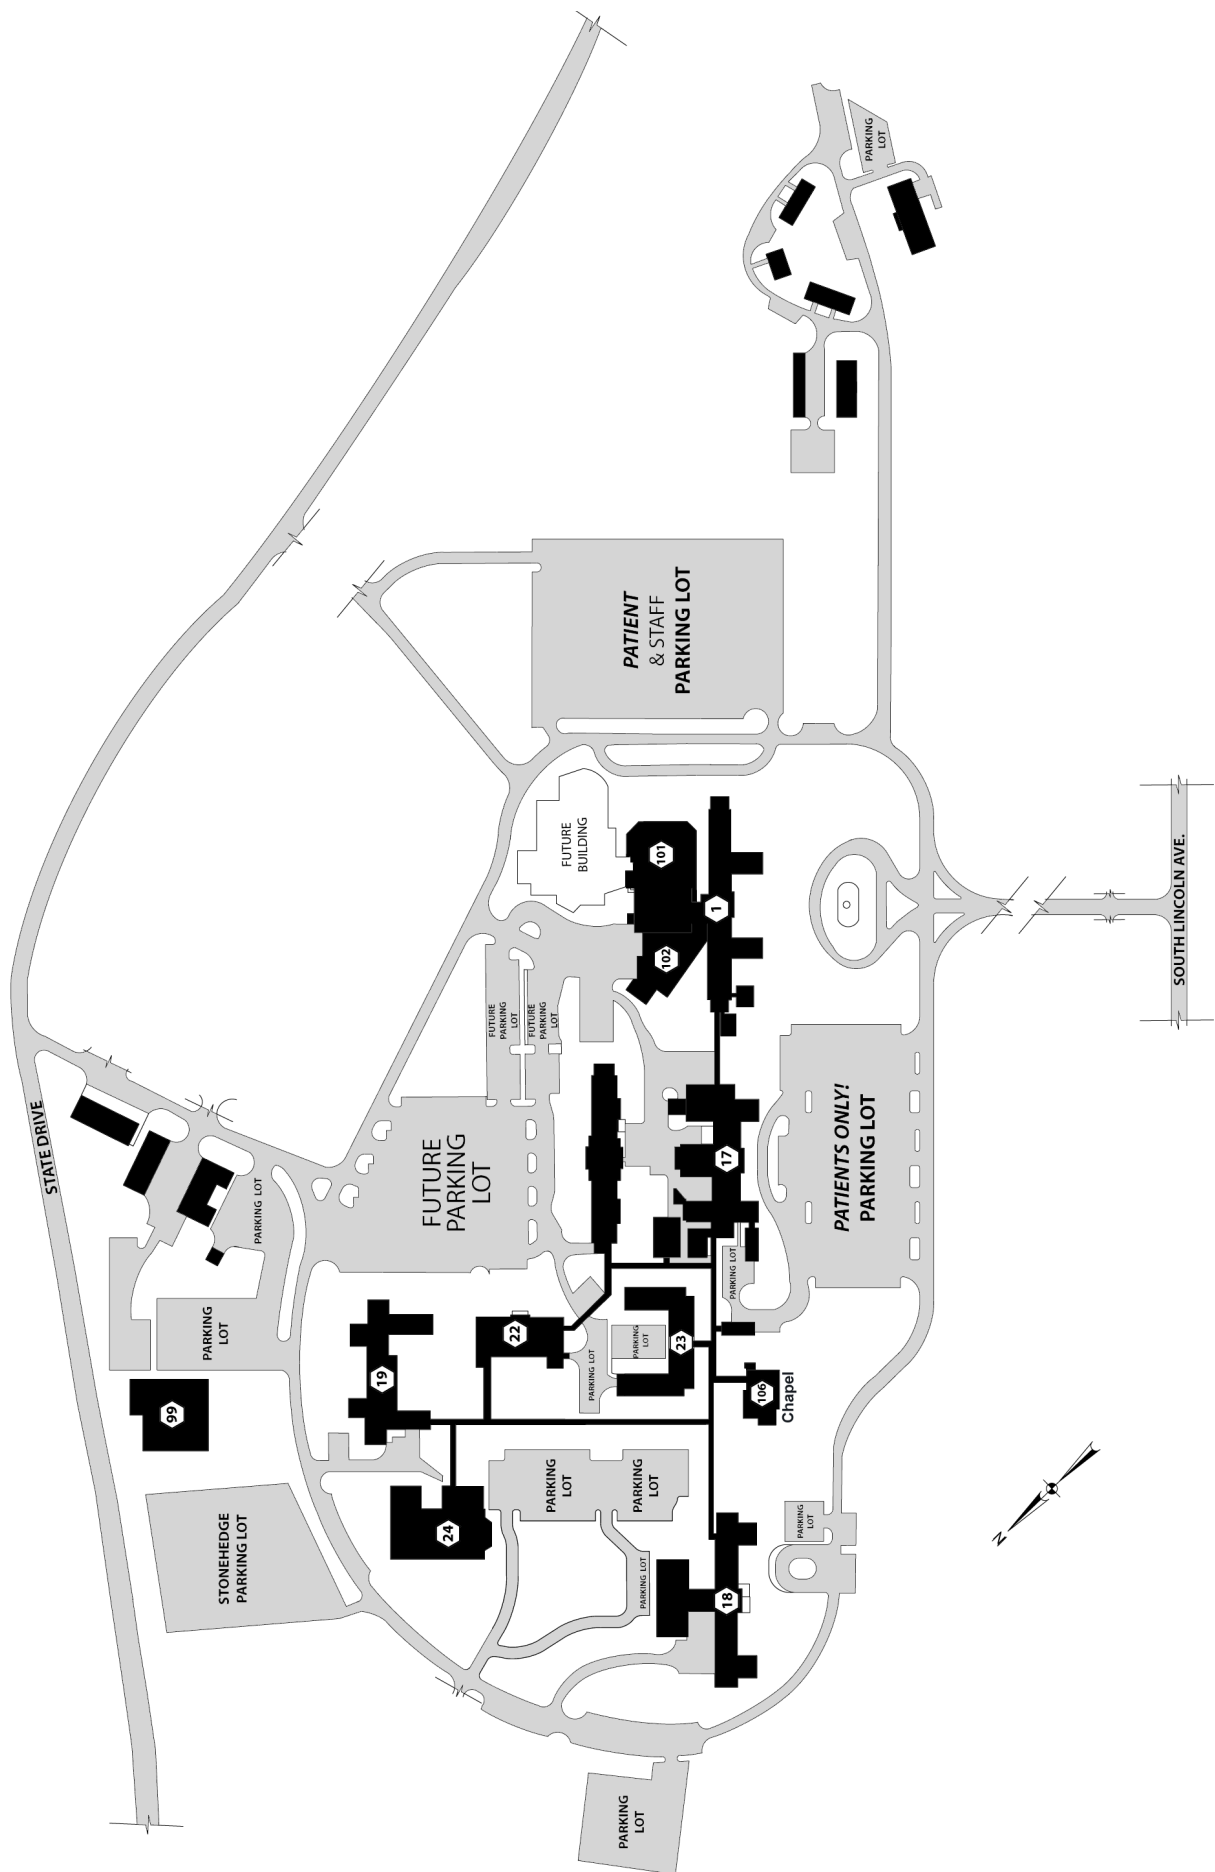 PARKING
LOT
PATIENT
& STAFF
PARKING LOT
FUTURE
BUILDING
101
1
102
SOUTH LINCOLN AVE.
FUTURE
PARKING
LOT
FUTURE
PARKING
LOT
STATE DRIVE
FUTURE
PARKING
LOT
17
PATIENTS ONLY!
PARKING LOT
PARKING LOT
PARKING LOT
PARKING
LOT
22
PARKING
LOT
23
19
PARKING LOT
106
Chapel
99
PARKING
LOT
PARKING
LOT
N
24
PARKING
LOT
STONEHEDGE
PARKING LOT
PARKING LOT
18
PARKING
LOT